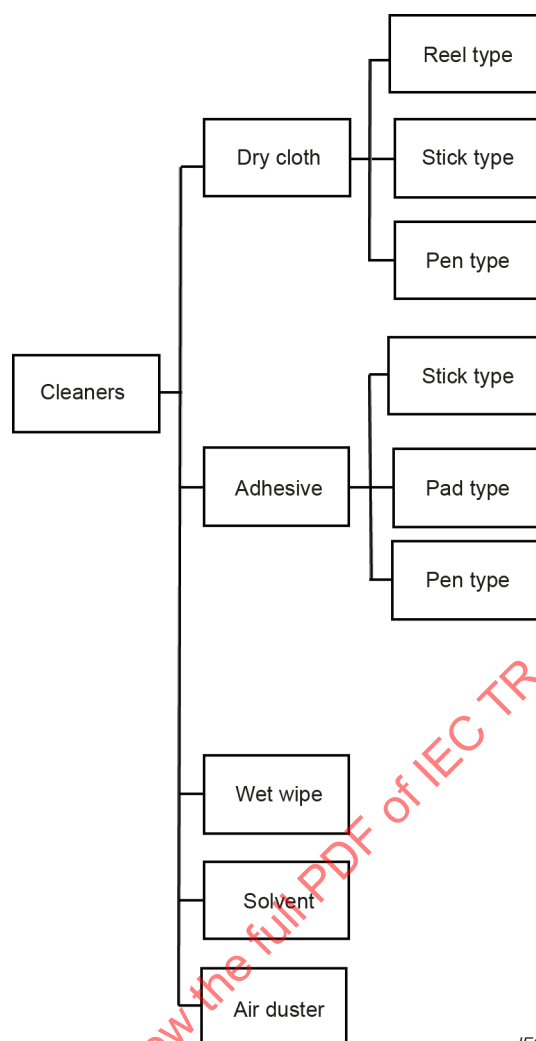 Reel type
Dry cloth
Stick type
Pen type
Cleaners
Stick type
Adhesive
Pad type
Pen type
Wet wipe
Solvent
Air duster
the full PDF of IEC TR